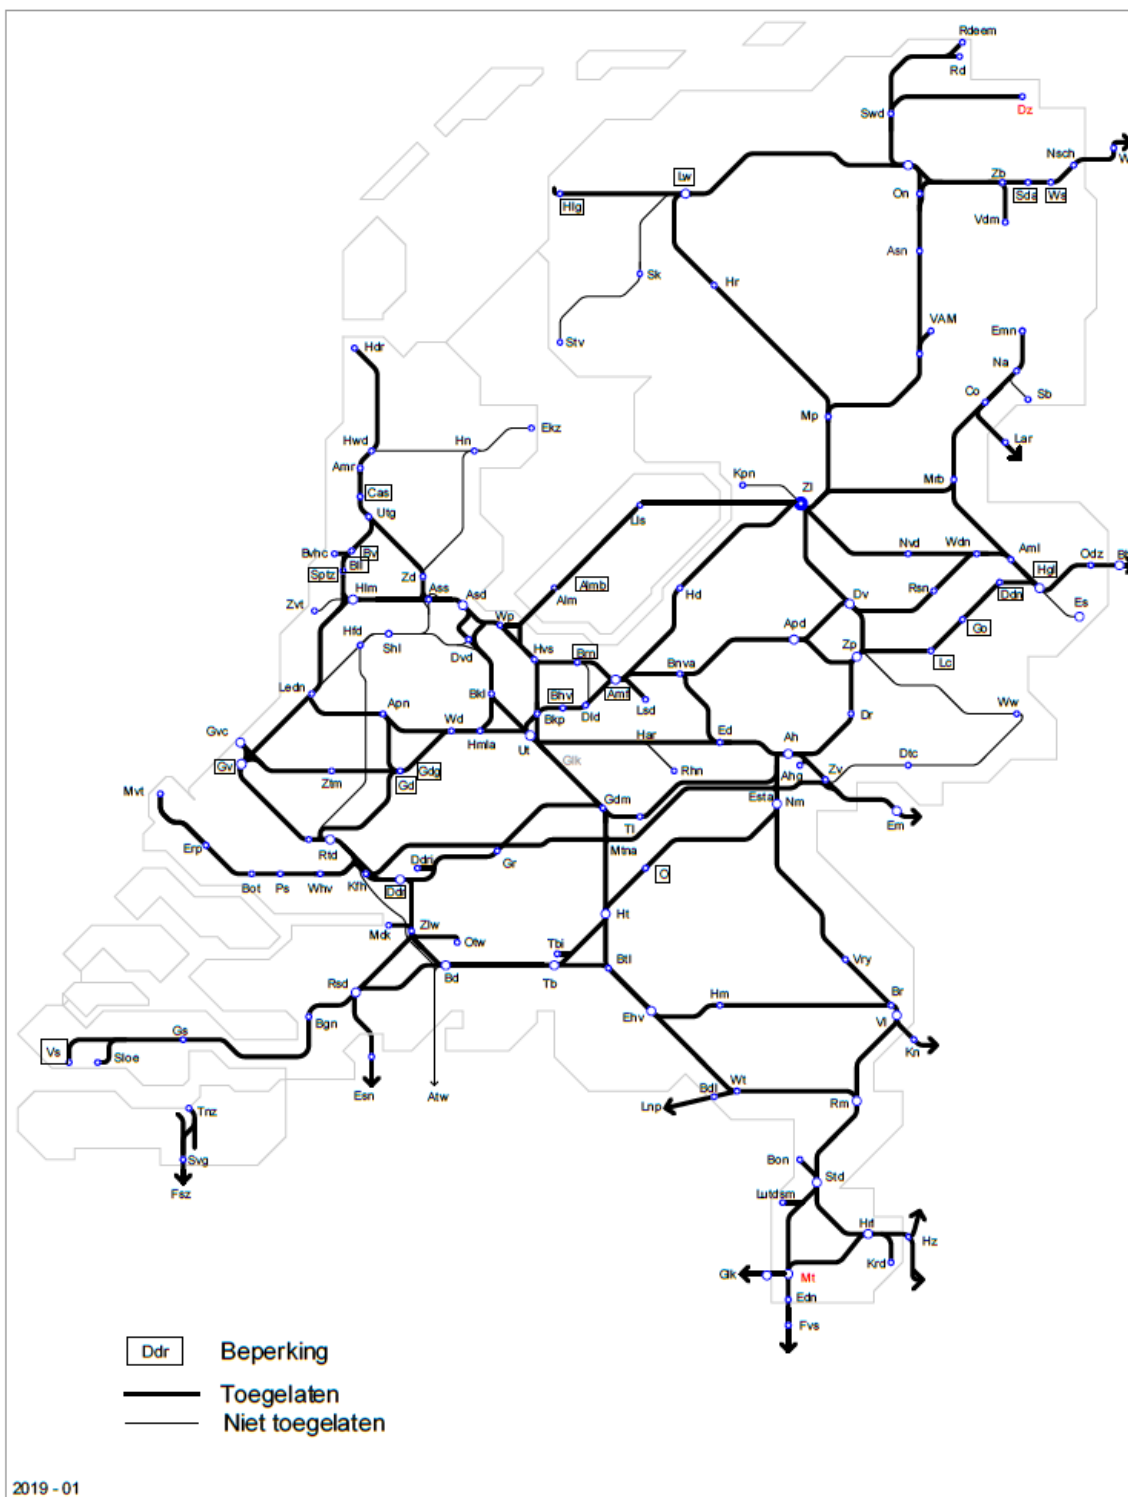 Rdeem
Rd
Dz
Swd
Nsch
W
Zb
Lw
Hlg
On
Sda
Ws
Vdm
Asn
Sk
Hr
VAM
Emn
Stv
Hdr
Na
Co
Sb
Mp
Ekz
Hwd
Hn
Lar
Amr
Kpn
Zl
Mrb
Cas
Lls
Utg
Bvhc
Bv
Nvd
Wdn
Aml
Odz
Bll
Sptz
Hgl
Zd
Hlm
Ass
Asd
Almb
Alm
Hd
Rsn
Ddn
Dv
Es
Zvt
Wp
Hfd
Shl
Apd
Go
Dvd
Hvs
Brn
Zp
Bnva
Lc
Ledn
Bkl
Bhv
Amf
Apn
Bkp
Dld
Lsd
Dr
Ww
Gvc
Wd
Hmla
Ut
Har
Ed
Ah
Dtc
Glk
Gv
Ztm
Gdg
Gd
Rhn
Ahg
Zv
Mvt
Esta
Nm
Em
Gdm
Tl
Erp
Rtd
Mtna
Ddri
Gr
Bot
Ps
Whv
Kfh
Ddr
O
Ht
Mdk
Zlw
Otw
Tbi
Btl
Rsd
Bd
Tb
Vry
Bgn
Ehv
Hm
Br
Vl
Gs
Kn
Vs
Sloe
Bdl
Wt
Esn
Atw
Lnp
Rm
Tnz
Svg
Fsz
Bon
Std
Lutdsm
Hrl
Hz
Krd
Glk
Mt
Edn
Fvs
Ddr Beperking
Toegelaten
Niet toegelaten
2019 - 01